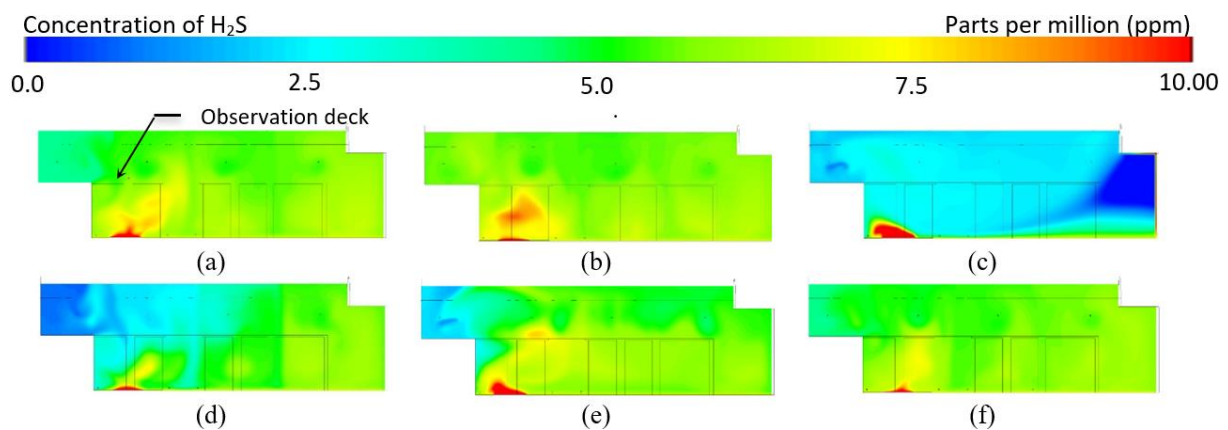 Concentration of H₂S Parts per million (ppm)
0.0 2.5 5.0 7.5 10.00
Observation deck
(a) (b) (c)
(d) (e) (f)